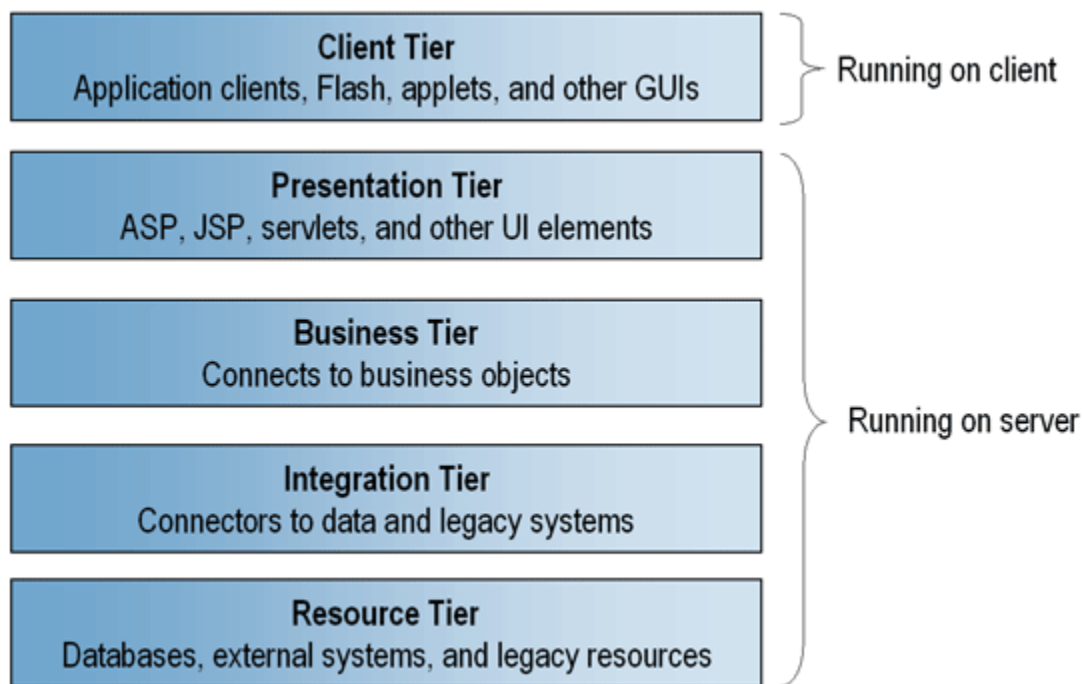 Client Tier
Application clients, Flash, applets, and other GUIs
Running on client
Presentation Tier
ASP, JSP, servlets, and other UI elements
Business Tier
Connects to business objects
Running on server
Integration Tier
Connectors to data and legacy systems
Resource Tier
Databases, external systems, and legacy resources